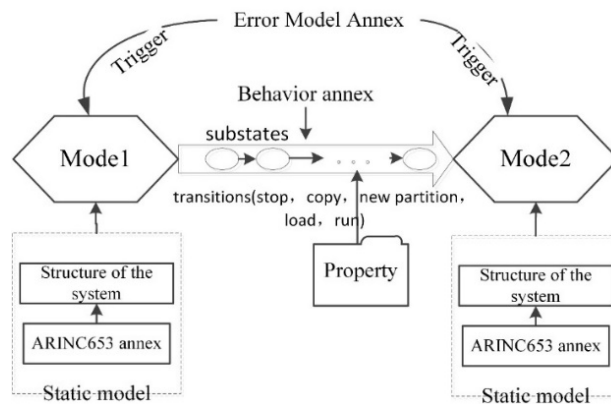 Error Model Annex
Trigger
Trigger
Behavior annex
substates
Mode1
Mode2
transitions(stop，copy，new partition，
load，run)
Property
Structure of the
system
ARINC653 annex
Static model
Structure of the
system
ARINC653 annex
Static model